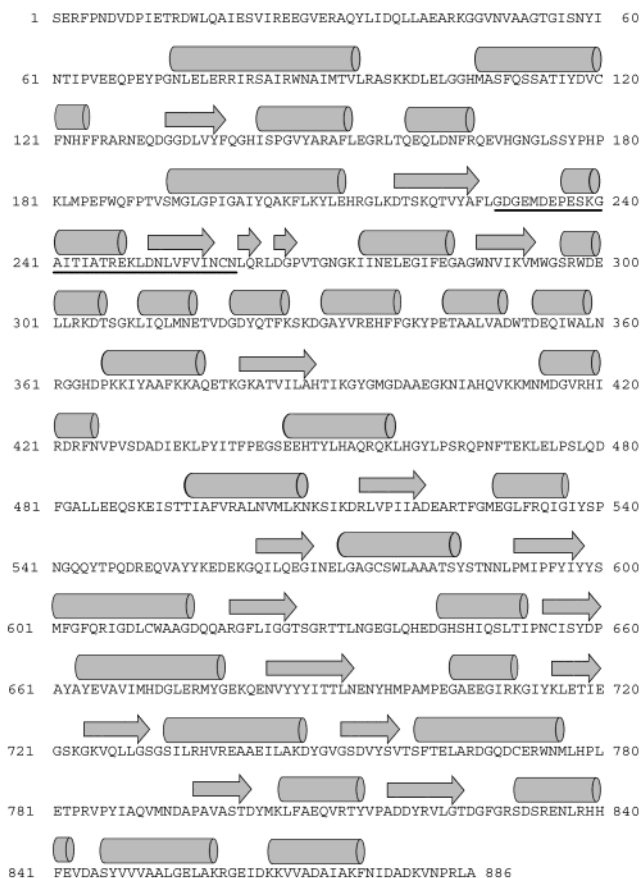 1 SERFPNDVDPIETRDWLQAIESVIREEGVERAQYLIDQLLAEARKGGVNVAAGTGISNYI 60
61 NTIPVEEQPEYPGNLELERRIRSAIRWNAIMTVLRASKKDLELGGHMASFQSSATIYDVC 120
121 FNHFFRARNEQDGGDLVYFQGHISPGVYARAFLEGRLTQEQLDNFRQEVHGNGLSSYPHP 180
181 KLMPEFWQFPTVSMGLGPIGAIYQAKFLKYLEHRGLKDTSKQTVYAFLGDGEMDEPESKG 240
241 AITIATREKLDNLVFVINCNLQRLDGPVTGNGKIINELEGIFEGAGWNVIKVMWGSRWDE 300
301 LLRKDTSGKLIQLMNETVDGDYQTFKSKDGAYVREHFFGKYPETAALVADWTDEQIWALN 360
361 RGGHDPKKIYAAFKKAQETKGKATVILAHTIKGYGMGDAAEGKNIAHQVKKMNMDGVRHI 420
421 RDRFNVPVSDADIEKLPYITFPEGSEEHTYLHAQRQKLHGYLPSRQPNFTEKLELPSLQD 480
481 FGALLEEQSKEISTTIAFVRALNVMLKNKSIKDRLVPIIADEARTFGMEGLFRQIGIYSP 540
541 NGQQYTPQDREQVAYYKEDEKGQILQEGINELGAGCSWLAAATSYSTNNLPMIPFYIYYS 600
601 MFGFQRIGDLCWAAGDQQARGFLIGGTSGRTTLNGEGLQHEDGHSHIQSLTIPNCISYDP 660
661 AYAYEVAVIMHDGLERMYGEKQENVYYYITTLNENYHMPAMPEGAEEGIRKGIYKLETIE 720
721 GSKGKVQLLGSGSILRHVREAAEILAKDYGVGSDVYSVTSFTELARDGQDCERWNMLHPL 780
781 ETPRVPYIAQVMNDAPAVASTDYMKLFAEQVRTYVPADDYRVLGTDGFGRSDSRENLRHH 840
841 FEVDASYVVVAALGELAKRGEIDKKVVADAIAKFNIDADKVNPRLA 886